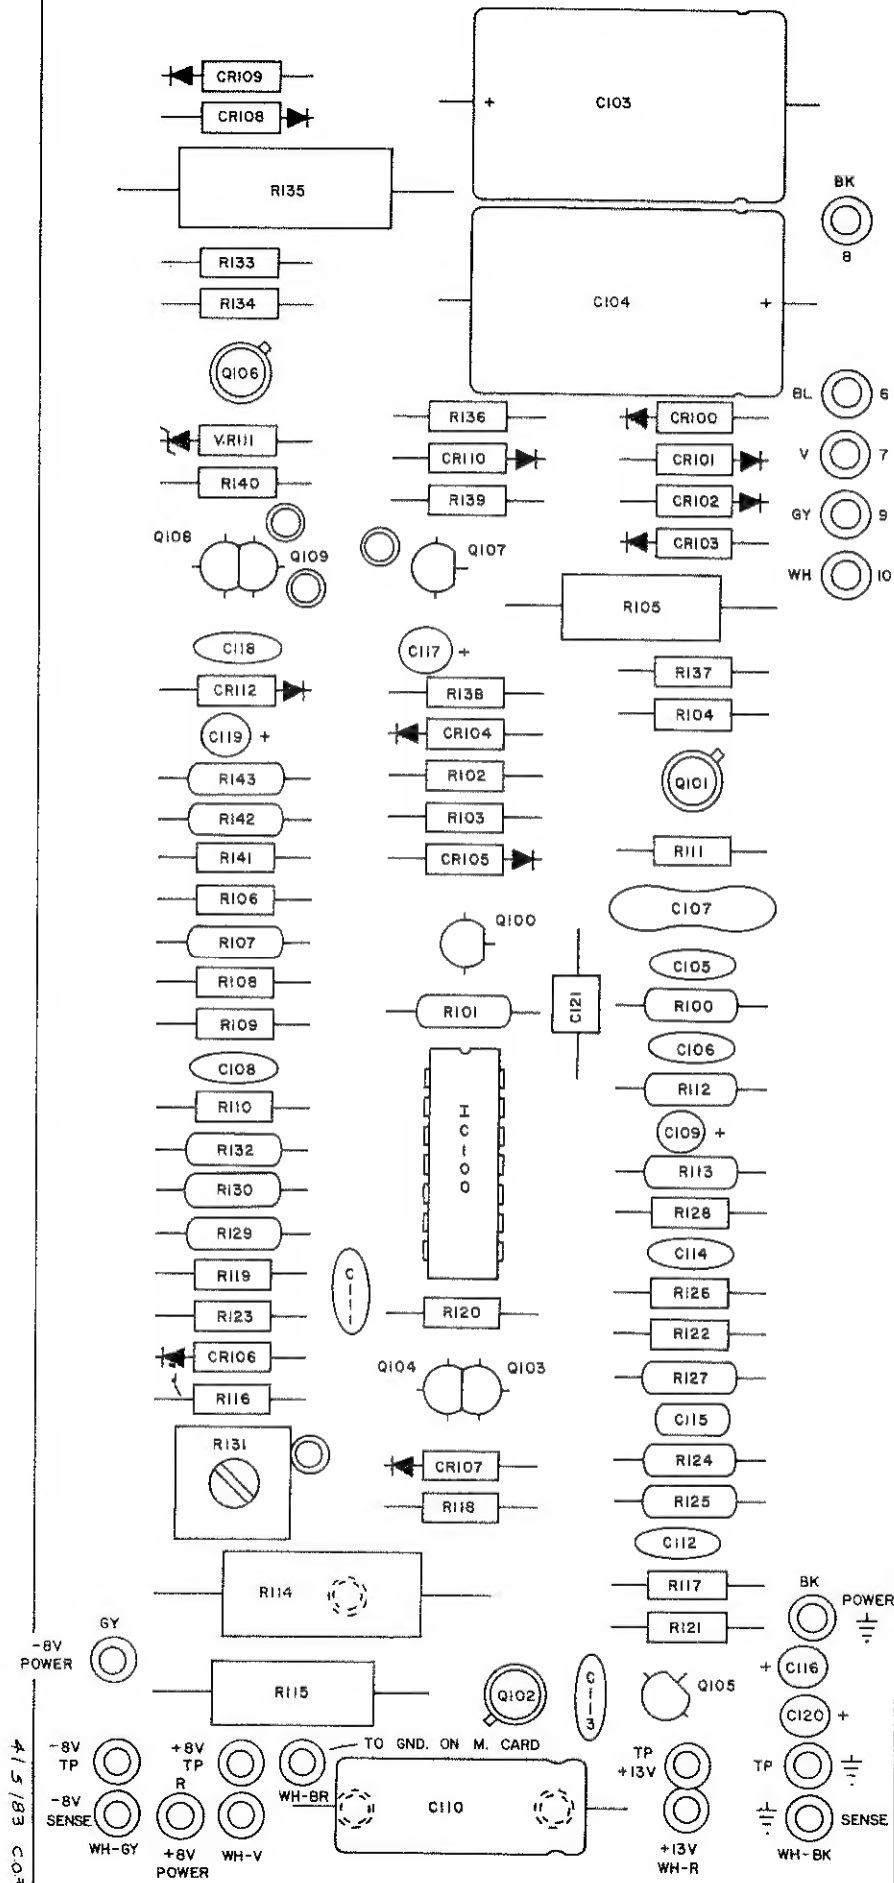 CR109
C103
CR108
BK
R135
8
R133
C104
R134
Q106
BL 6
R136
CR100
VR111
V 7
CR110
CR101
R140
R139
CR102
GY 9
Q108
Q109
Q107
CR103
WH 10
R105
C118
C117 +
R137
CR112
R138
R104
C119 +
CR104
R143
R102
Q101
R142
R103
R141
CR105
R111
R106
C107
Q100
R107
C105
R108
R101
C121
R100
R109
C106
C108
R112
R110
IC100
C109 +
R132
R113
R130
R128
R129
C114
R119
C111
R126
R123
R120
R122
CR106
Q104
Q103
R127
R116
C115
R131
CR107
R124
R118
R125
C112
R114
R117
BK
POWER
GY
R121
-8V
POWER
+ C116
R115
Q102
C113
Q105
C120 +
TO GND. ON M. CARD
-8V
TP
+8V
TP
TP
+13V
TP
R
WH-BR
-8V
SENSE
C110
SENSE
WH-GY
+8V
POWER
WH-V
+13V
WH-R
WH-BK
4/5/83